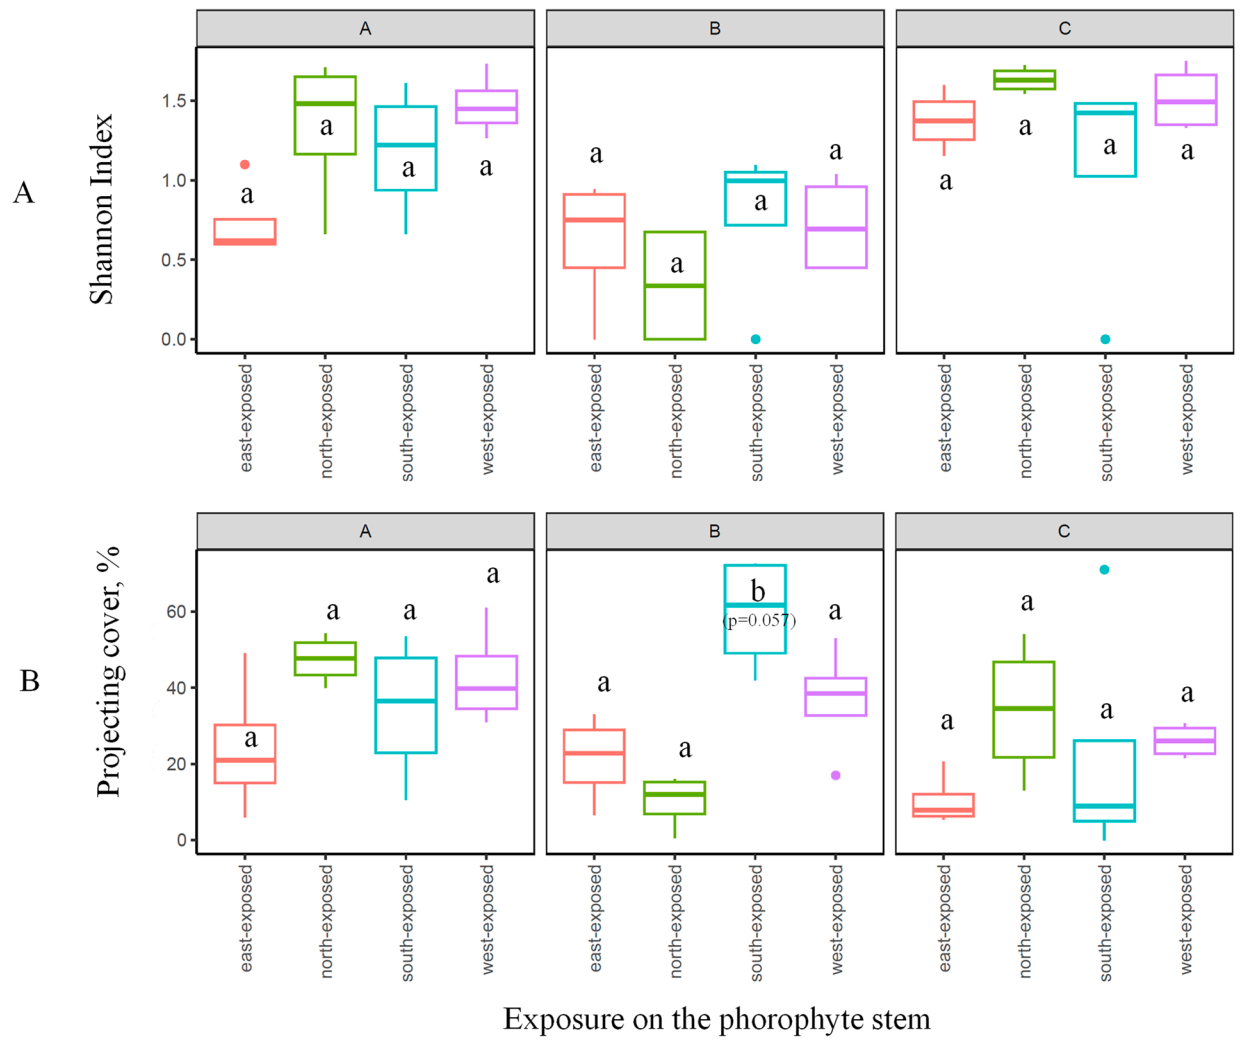 A
B
C
A
Shannon Index
1.5
1.0
0.5
0.0
a
a
a
a
a
a
a
a
a
a
a
a
east-exposed
north-exposed
south-exposed
west-exposed
east-exposed
north-exposed
south-exposed
west-exposed
east-exposed
north-exposed
south-exposed
west-exposed
A
B
C
B
Projecting cover, %
60
40
20
0
a
a
a
a
a
a
b
(p=0.057)
a
a
a
a
a
east-exposed
north-exposed
south-exposed
west-exposed
east-exposed
north-exposed
south-exposed
west-exposed
east-exposed
north-exposed
south-exposed
west-exposed
Exposure on the phorophyte stem